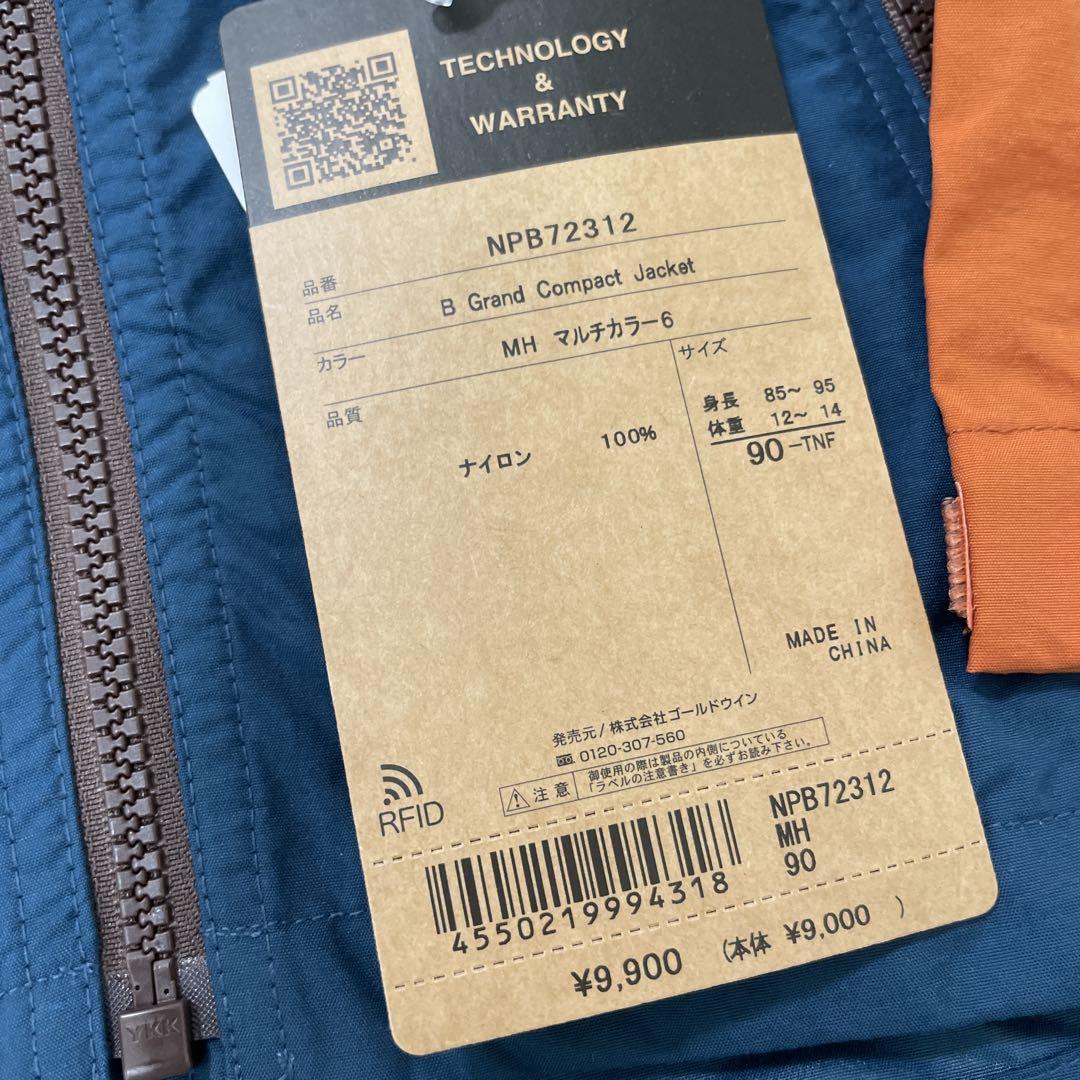 TECHNOLOGY
&
WARRANTY
品番 NPB72312
品名 B Grand Compact Jacket
カラー MH マルチカラー6
品質
ナイロン 100%
サイズ
身長 85～ 95
体重 12～ 14
90-TNF
MADE IN
CHINA
発売元/株式会社ゴールドウイン
0120-307-560
注意
御使用の際は製品の内側についている
「ラベルの注意書き」を必ずお読み下さい。
RFID
NPB72312
MH
90
4550219994318
¥9,900 (本体 ¥9,000 )
YKK